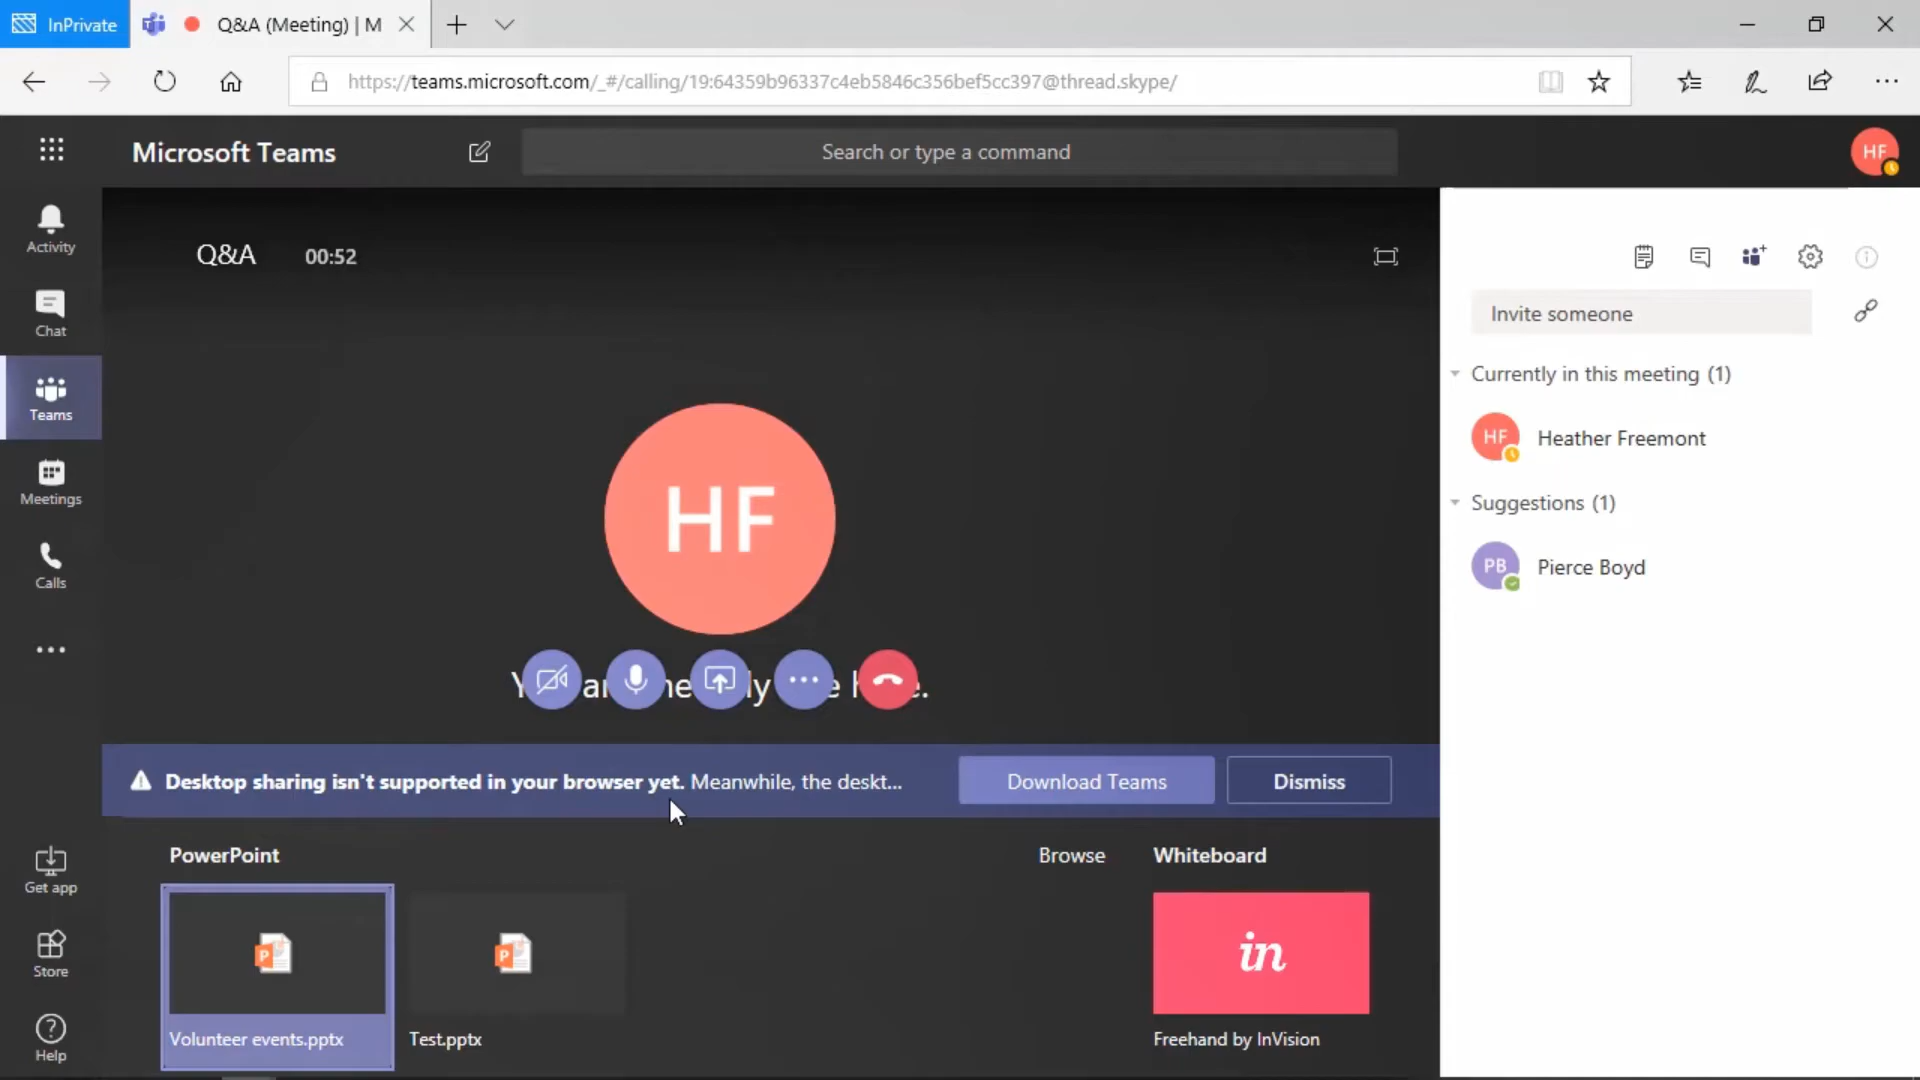 InPrivate
Q&A (Meeting) | M
https://teams.microsoft.com/_#/calling/19:64359b96337c4eb5846c356bef5cc397@thread.skype/
Microsoft Teams
Search or type a command
HF
Activity
Chat
Teams
Meetings
Calls
Get app
Store
Help
Q&A 00:52
HF
Desktop sharing isn't supported in your browser yet. Meanwhile, the deskt...
Download Teams
Dismiss
PowerPoint
Browse
Whiteboard
P
P
in
Volunteer events.pptx
Test.pptx
Freehand by InVision
Invite someone
Currently in this meeting (1)
HF Heather Freemont
Suggestions (1)
PB Pierce Boyd